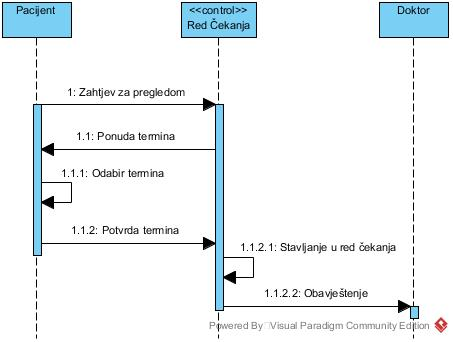 Pacijent
<<control>>
Red Čekanja
Doktor
1: Zahtjev za pregledom
1.1: Ponuda termina
1.1.1: Odabir termina
1.1.2: Potvrda termina
1.1.2.1: Stavljanje u red čekanja
1.1.2.2: Obavještenje
Powered By Visual Paradigm Community Edition